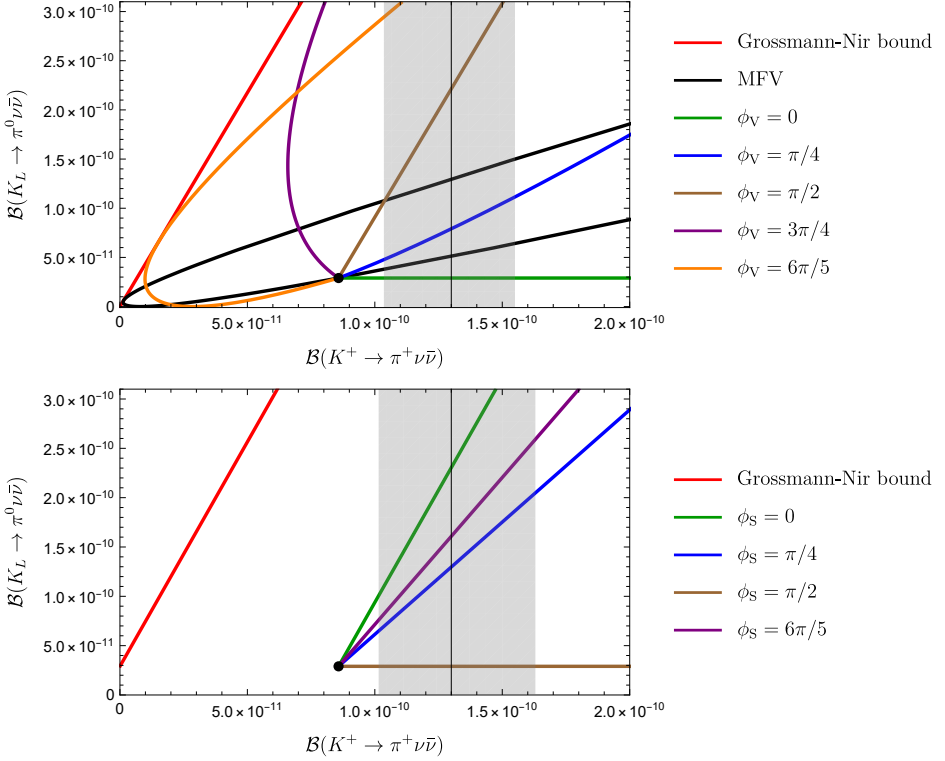 3.0×10⁻¹⁰
2.5×10⁻¹⁰
2.0×10⁻¹⁰
1.5×10⁻¹⁰
1.0×10⁻¹⁰
5.0×10⁻¹¹
0
B(K_L → π⁰νν̄)
0 5.0×10⁻¹¹ 1.0×10⁻¹⁰ 1.5×10⁻¹⁰ 2.0×10⁻¹⁰
B(K⁺ → π⁺νν̄)
Grossmann-Nir bound
MFV
ϕ_V = 0
ϕ_V = π/4
ϕ_V = π/2
ϕ_V = 3π/4
ϕ_V = 6π/5
3.0×10⁻¹⁰
2.5×10⁻¹⁰
2.0×10⁻¹⁰
1.5×10⁻¹⁰
1.0×10⁻¹⁰
5.0×10⁻¹¹
0
B(K_L → π⁰νν̄)
0 5.0×10⁻¹¹ 1.0×10⁻¹⁰ 1.5×10⁻¹⁰ 2.0×10⁻¹⁰
B(K⁺ → π⁺νν̄)
Grossmann-Nir bound
ϕ_S = 0
ϕ_S = π/4
ϕ_S = π/2
ϕ_S = 6π/5